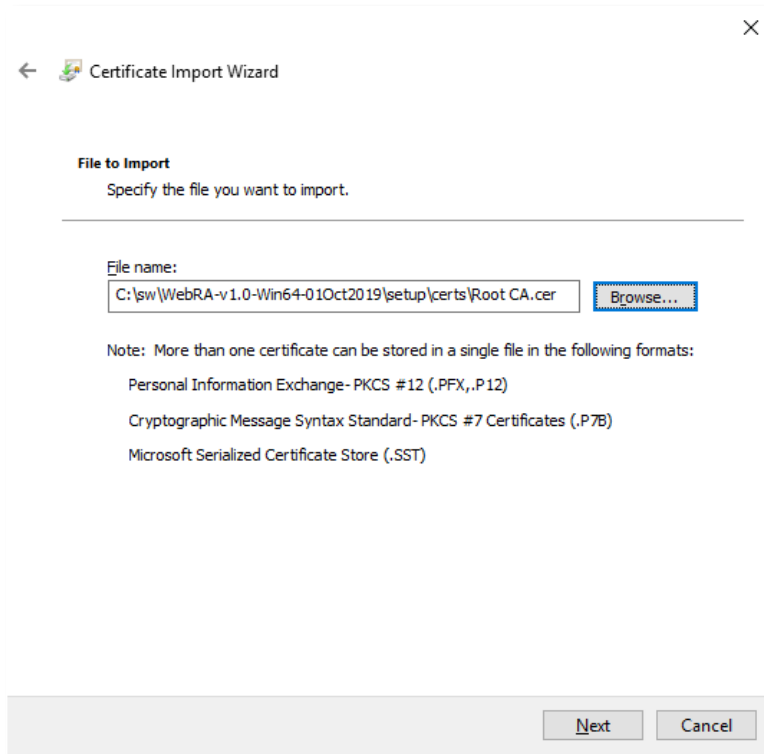 Certificate Import Wizard
File to Import
Specify the file you want to import.
File name:
C:\sw\WebRA-v1.0-Win64-01Oct2019\setup\certs\Root CA.cer
Browse...
Note: More than one certificate can be stored in a single file in the following formats:
Personal Information Exchange- PKCS #12 (.PFX,.P12)
Cryptographic Message Syntax Standard- PKCS #7 Certificates (.P7B)
Microsoft Serialized Certificate Store (.SST)
Next
Cancel